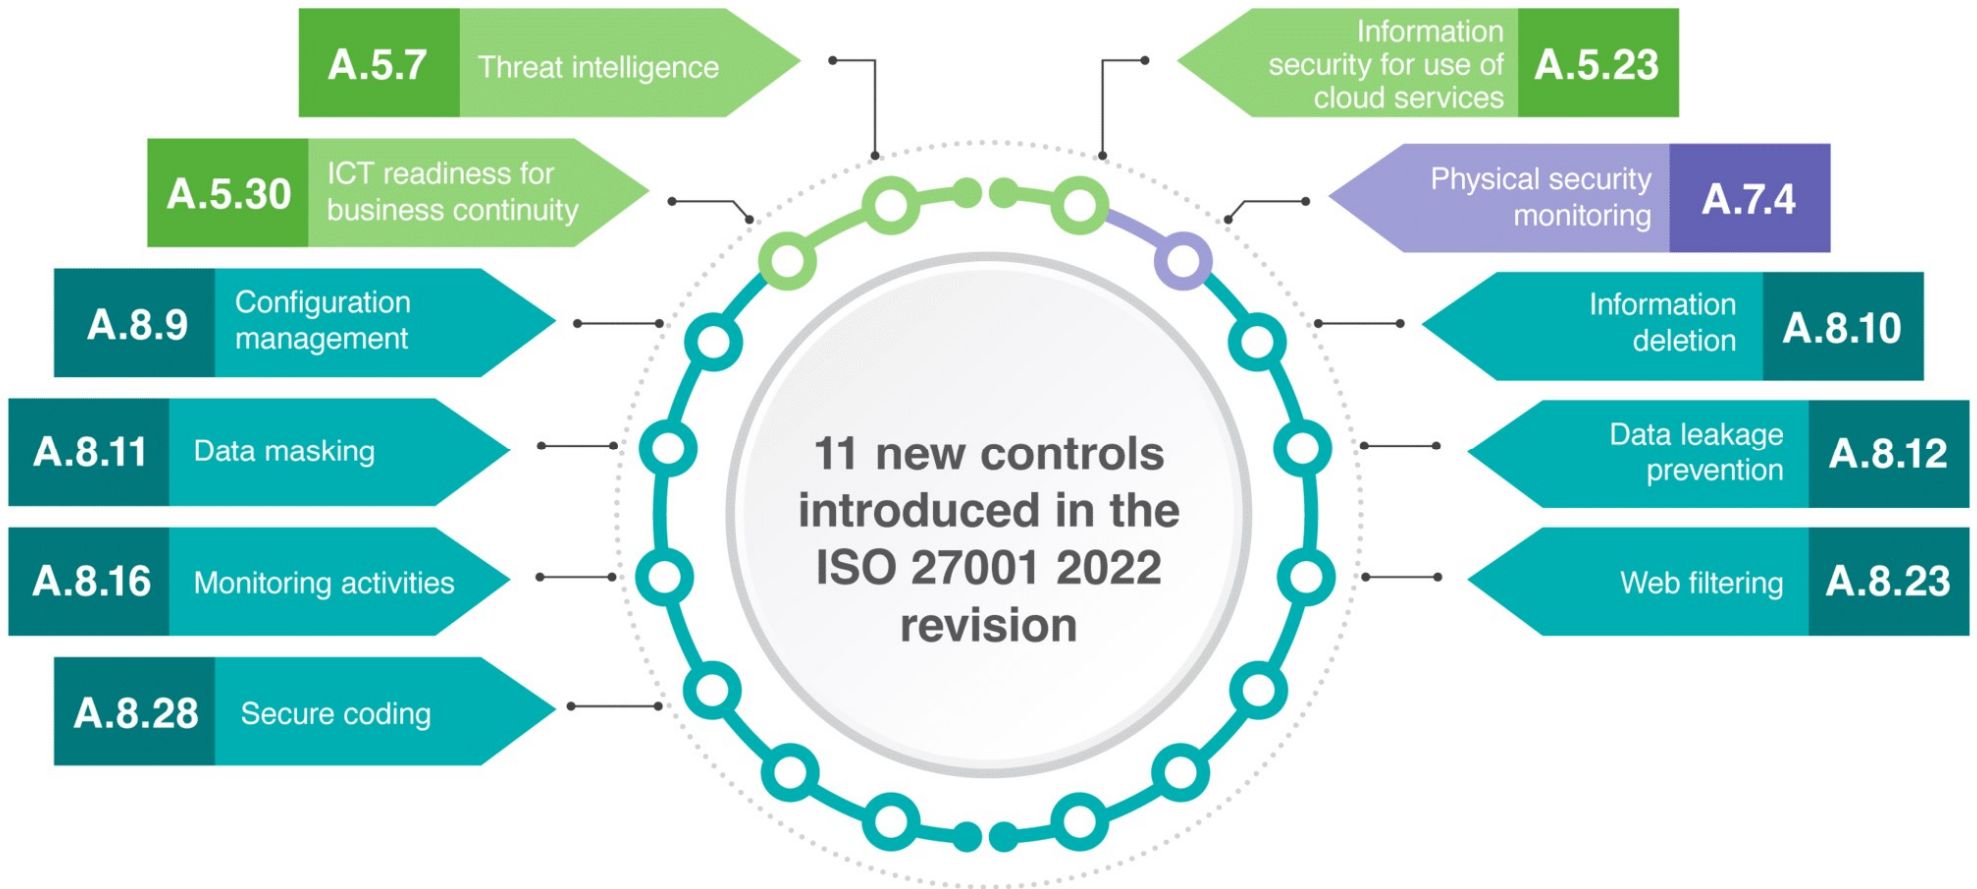 A.5.7
Threat intelligence
Information
security for use of
cloud services
A.5.23
A.5.30
ICT readiness for
business continuity
Physical security
monitoring
A.7.4
A.8.9
Configuration
management
Information
deletion
A.8.10
A.8.11
Data masking
Data leakage
prevention
A.8.12
11 new controls
introduced in the
ISO 27001 2022
revision
A.8.16
Monitoring activities
Web filtering
A.8.23
A.8.28
Secure coding